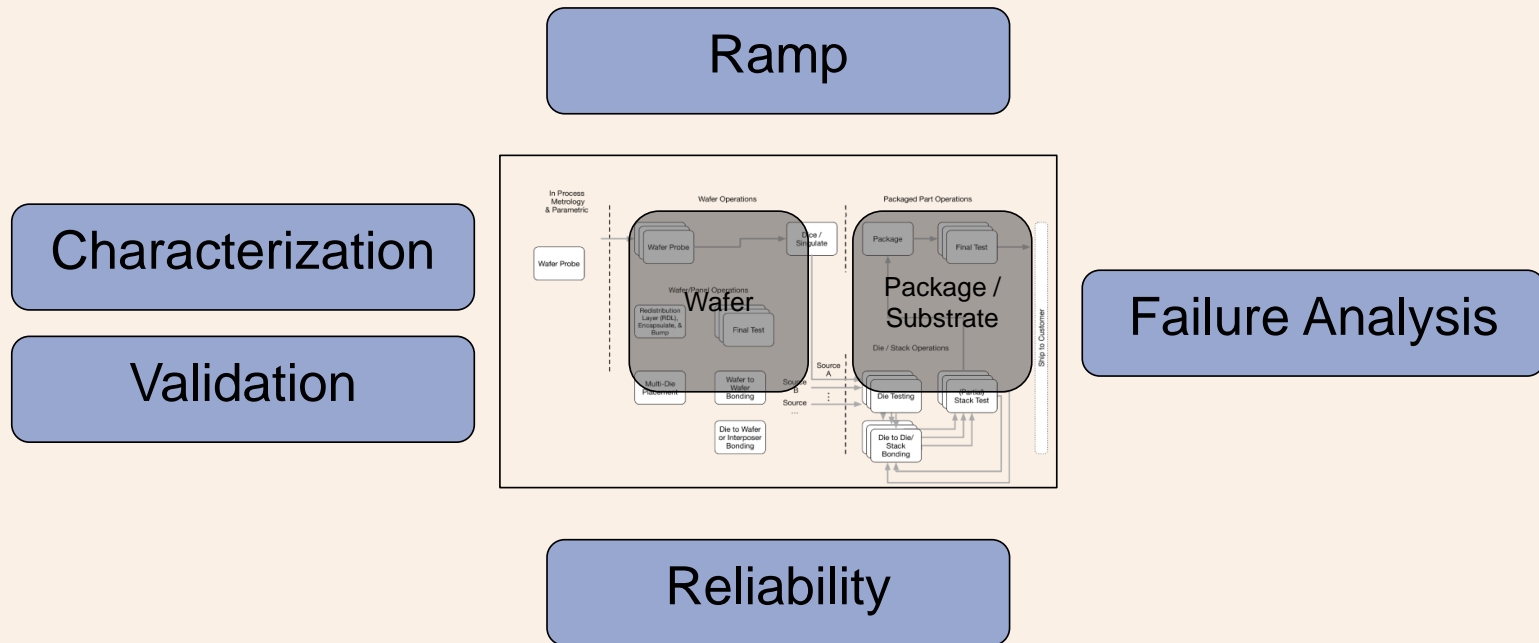 Ramp
Characterization
Validation
In Process
Metrology
& Parametric
Wafer Probe
Wafer Operations
Wafer Probe
Dice /
Singulate
Wafer/Panel Operations
Wafer
Redistribution
Layer (RDL),
Encapsulate, &
Bump
Final Test
Multi-Die
Placement
Wafer to
Wafer
Bonding
Die to Wafer
or Interposer
Bonding
Source
A
Source
B
⋮
Source
...
Packaged Part Operations
Package
Final Test
Package /
Substrate
Die / Stack Operations
Die Testing
(Partial)
Stack Test
Die to Die/
Stack
Bonding
Ship to Customer
Failure Analysis
Reliability